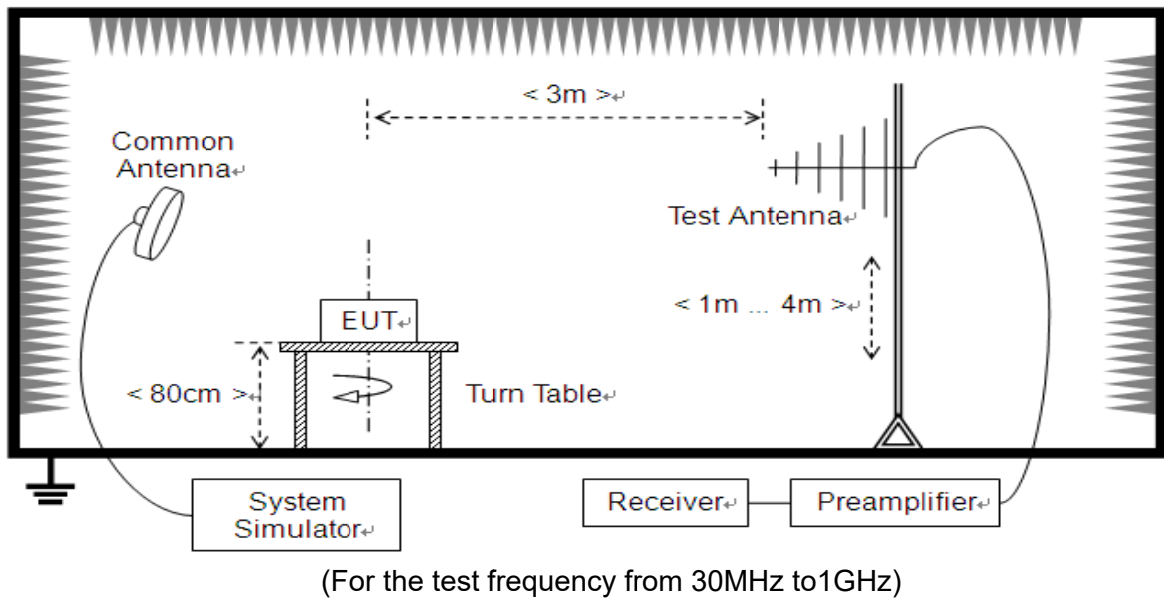 < 3m >↵
Common
Antenna↵
Test Antenna↵
< 1m ... 4m >↵
EUT↵
< 80cm >↵
Turn Table↵
System
Simulator↵
Receiver↵
Preamplifier↵
(For the test frequency from 30MHz to1GHz)